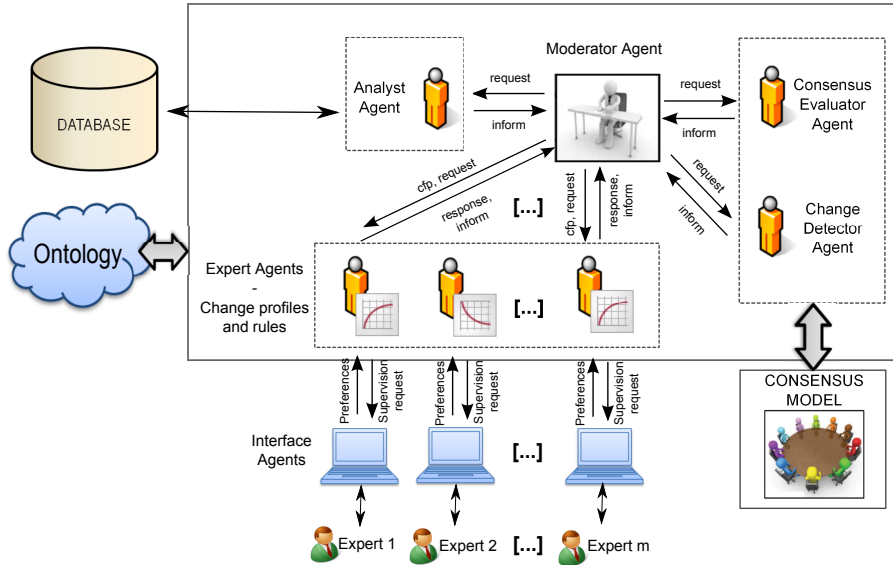 Moderator Agent
Analyst
Agent
request
inform
request
inform
Consensus
Evaluator
Agent
DATABASE
cfp, request
response,
inform
[...]
cfp, request
response,
inform
request
inform
Change
Detector
Agent
Ontology
Expert Agents
-
Change profiles
and rules
[...]
Preferences
Supervision
request
Preferences
Supervision
request
Preferences
Supervision
request
CONSENSUS
MODEL
Interface
Agents
[...]
Expert 1
Expert 2
[...]
Expert m